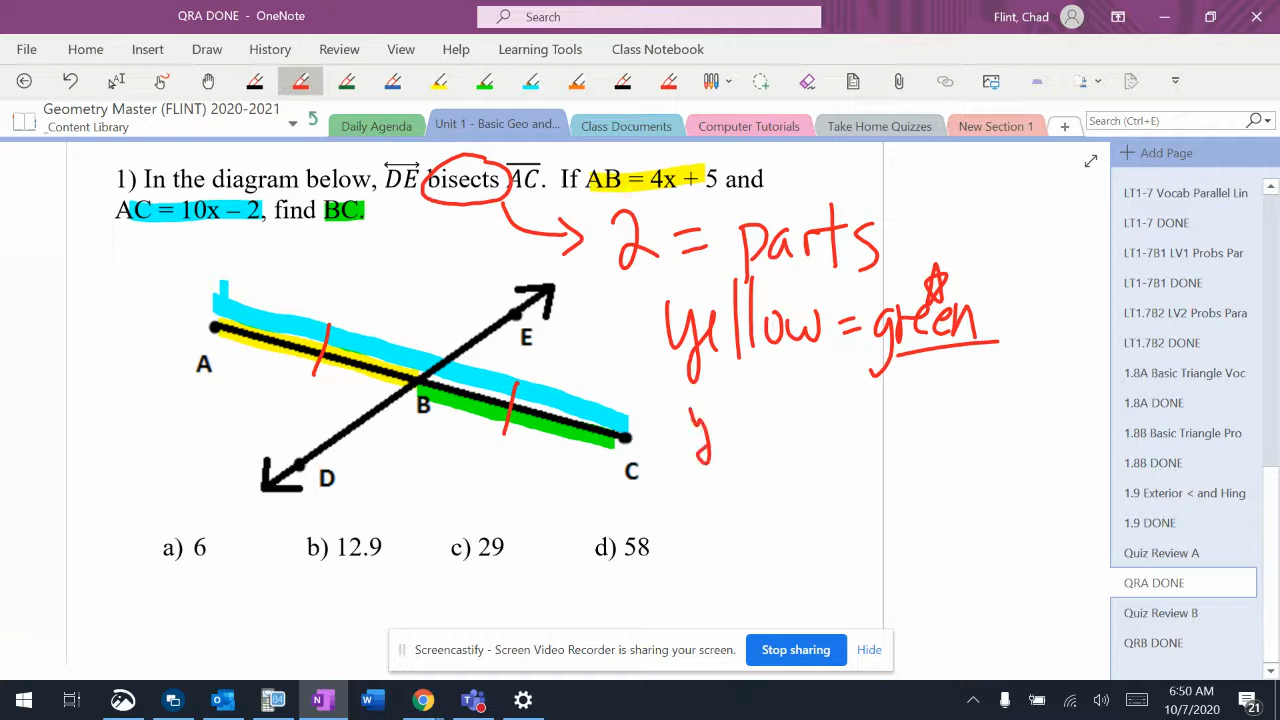 QRA DONE - OneNote
Search
Flint, Chad
File Home Insert Draw History Review View Help Learning Tools Class Notebook
Geometry Master (FLINT) 2020-2021
_Content Library
Daily Agenda
Unit 1 - Basic Geo and...
Class Documents
Computer Tutorials
Take Home Quizzes
New Section 1
Search (Ctrl+E)
1) In the diagram below, DE bisects AC. If AB = 4x + 5 and
AC = 10x – 2, find BC.
2 = parts
yellow = green
y
A
E
B
D
C
a) 6 b) 12.9 c) 29 d) 58
Add Page
LT1-7 Vocab Parallel Lin
LT1-7 DONE
LT1-7B1 LV1 Probs Par
LT1-7B1 DONE
LT1.7B2 LV2 Probs Para
LT1.7B2 DONE
1.8A Basic Triangle Voc
1.8A DONE
1.8B Basic Triangle Pro
1.8B DONE
1.9 Exterior < and Hing
1.9 DONE
Quiz Review A
QRA DONE
Quiz Review B
QRB DONE
Screencastify - Screen Video Recorder is sharing your screen.
Stop sharing
Hide
6:50 AM
10/7/2020
21